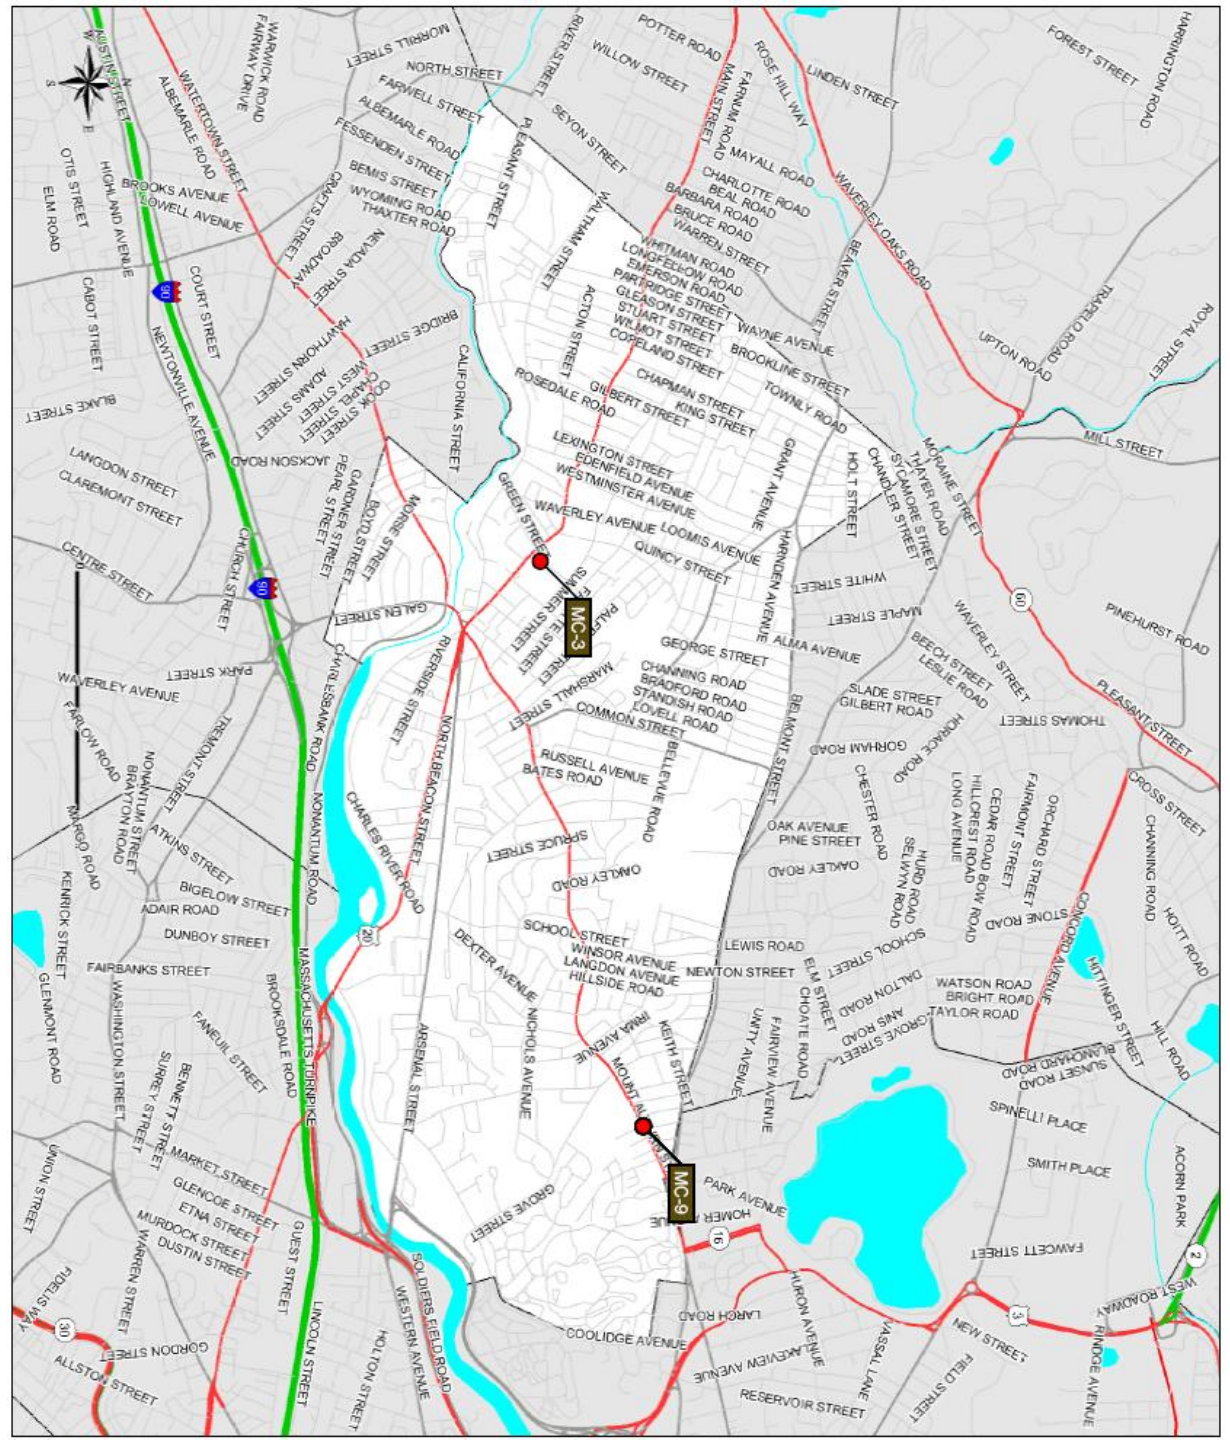 HARRINGTON ROAD
FOREST STREET
POTTER ROAD
RIVER STREET
WILLOW STREET
ROSE HILL WAY
LINDEN STREET
MAIN STREET
FARNUM ROAD
MORRILL STREET
WARWICK ROAD
FAIRWAY DRIVE
AUSTIN STREET
W
N
S
E
WATERTOWN STREET
ALBEMARLE ROAD
NORTH STREET
FARWELL STREET
ALBEMARLE ROAD
FESSENDEN STREET
BEMIS STREET
WYOMING ROAD
THAXTER ROAD
PLEASANT STREET
SEYON STREET
MAYALL ROAD
CHARLOTTE ROAD
BEAL ROAD
BARBARA ROAD
BRUCE ROAD
WARREN STREET
WAVERLEY OAKS ROAD
WALTHAM STREET
WHITMAN ROAD
LONGFELLOW ROAD
EMERSON ROAD
PARTRIDGE STREET
GLEASON STREET
STUART STREET
WILMOT STREET
COPELAND STREET
BEAVER STREET
WAYNE AVENUE
BROOKLINE STREET
TOWNLY ROAD
TRAPELO ROAD
ROYAL STREET
UPTON ROAD
OTIS STREET
ELM ROAD
HIGHLAND AVENUE
BROOKS AVENUE
LOWELL AVENUE
CRAFTS STREET
BROADWAY
NEVADA STREET
CABOT STREET
COURT STREET
90
NEWTONVILLE AVENUE
HAWTHORN STREET
ADAMS STREET
WEST STREET
CHAPEL STREET
COOK STREET
BRIDGE STREET
CALIFORNIA STREET
ACTON STREET
ROSEDALE ROAD
GILBERT STREET
CHAPMAN STREET
KING STREET
BLAKE STREET
LANGDON STREET
CLAREMONT STREET
JACKSON ROAD
PEARL STREET
GARDNER STREET
BOYD STREET
MORSE STREET
GREEN STREET
LEXINGTON STREET
EDENFIELD AVENUE
WESTMINSTER AVENUE
WAVERLEY AVENUE
LOOMIS AVENUE
QUINCY STREET
GRANT AVENUE
HOLT STREET
CHANDLER STREET
SYCAMORE STREET
THAYER ROAD
MORAINE STREET
MILL STREET
CENTRE STREET
CHURCH STREET
90
GALEN STREET
MC-3
SUMMER STREET
HARNDEN AVENUE
WHITE STREET
MAPLE STREET
WAVERLEY STREET
60
PINEHURST ROAD
ALMA AVENUE
GEORGE STREET
CHANNING ROAD
BRADFORD ROAD
STANDISH ROAD
LOVELL ROAD
COMMON STREET
MARSHALL STREET
BEECH STREET
LESLIE ROAD
SLADE STREET
GILBERT ROAD
PLEASANT STREET
THOMAS STREET
HORACE ROAD
GORHAM ROAD
PARK STREET
WAVERLEY AVENUE
FARLOW ROAD
TREMONT STREET
CHARLESBANK ROAD
RIVERSIDE STREET
NORTH BEACON STREET
RUSSELL AVENUE
BATES ROAD
BELLEVUE ROAD
BELMONT STREET
CHESTER ROAD
LONG AVENUE
HILLCREST ROAD
CEDAR ROAD
BOW ROAD
FAIRMONT STREET
ORCHARD STREET
CROSS STREET
CHANNING ROAD
NONANTUM STREET
BRAYTON ROAD
MARGO ROAD
ATKINS STREET
NONANTUM ROAD
CHARLES RIVER ROAD
SPRUCE STREET
OAKLEY ROAD
OAK AVENUE
PINE STREET
OAKLEY ROAD
HURD ROAD
SELWYN ROAD
STONE ROAD
CONCORD AVENUE
HOITT ROAD
KENRICK STREET
BIGELOW STREET
ADAIR ROAD
DUNBOY STREET
FAIRBANKS STREET
20
SCHOOL STREET
WINSOR AVENUE
LANGDON AVENUE
HILLSIDE ROAD
DEXTER AVENUE
LEWIS ROAD
NEWTON STREET
SCHOOL STREET
ELM STREET
CHOATE ROAD
DALTON ROAD
ANIS ROAD
GROVE STREET
WATSON ROAD
BRIGHT ROAD
TAYLOR ROAD
HITTINGER STREET
HILL ROAD
GLENMONT ROAD
WASHINGTON STREET
FANEUIL STREET
BROOKSDALE ROAD
MASSACHUSETTS TURNPIKE
ARSENAL STREET
NICHOLS AVENUE
IRMA AVENUE
KEITH STREET
UNITY AVENUE
FAIRVIEW AVENUE
BLANCHARD ROAD
SUNSET ROAD
SPINELLI PLACE
SMITH PLACE
ACORN PARK
BENNETT STREET
SURREY STREET
UNION STREET
MARKET STREET
GLENCOE STREET
ETNA STREET
MURDOCK STREET
DUSTIN STREET
WARREN STREET
GUEST STREET
GROVE STREET
MC-9
PARK AVENUE
16
FAWCETT STREET
2
WEST ROADWAY
FIDELIS WAY
30
GORDON STREET
ALLSTON STREET
LINCOLN STREET
HOLTON STREET
WESTERN AVENUE
SOLDIERS FIELD ROAD
COOLIDGE AVENUE
LARCH ROAD
HURON AVENUE
LAKEVIEW AVENUE
RESERVOIR STREET
VASSAL LANE
FIELD STREET
NEW STREET
3
RINDGE AVENUE